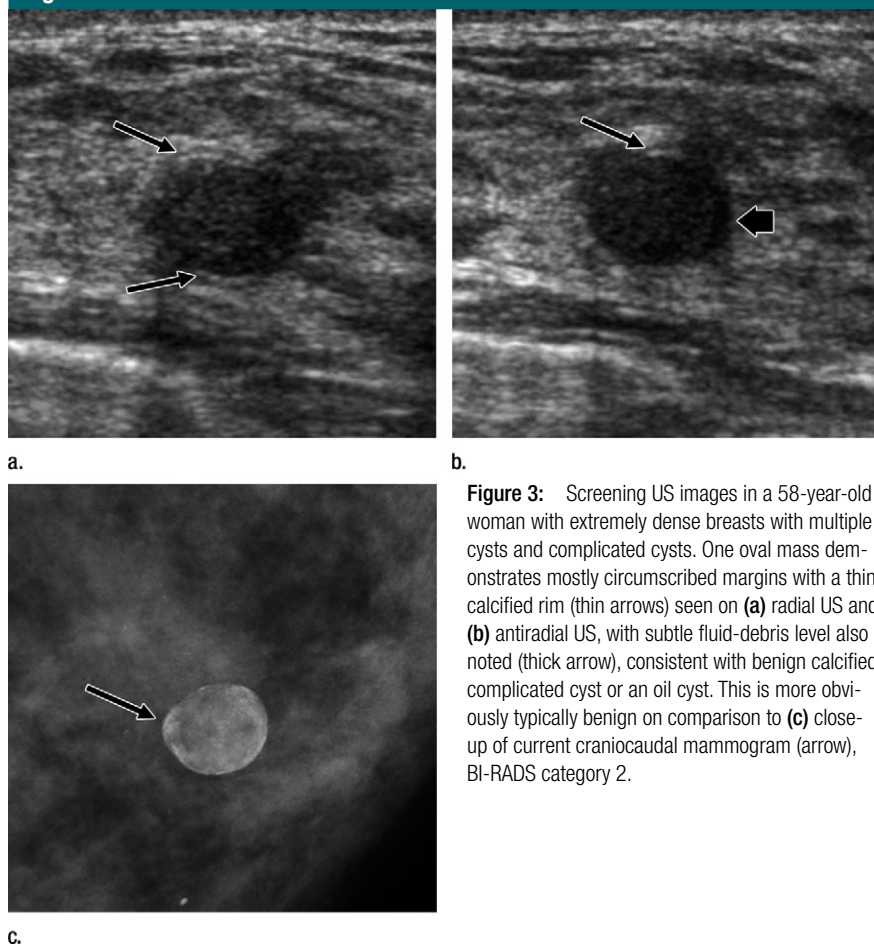 a.
b.
Figure 3: Screening US images in a 58-year-old
woman with extremely dense breasts with multiple
cysts and complicated cysts. One oval mass dem-
onstrates mostly circumscribed margins with a thin
calcified rim (thin arrows) seen on (a) radial US and
(b) antiradial US, with subtle fluid-debris level also
noted (thick arrow), consistent with benign calcified
complicated cyst or an oil cyst. This is more obvi-
ously typically benign on comparison to (c) close-
up of current craniocaudal mammogram (arrow),
BI-RADS category 2.
c.